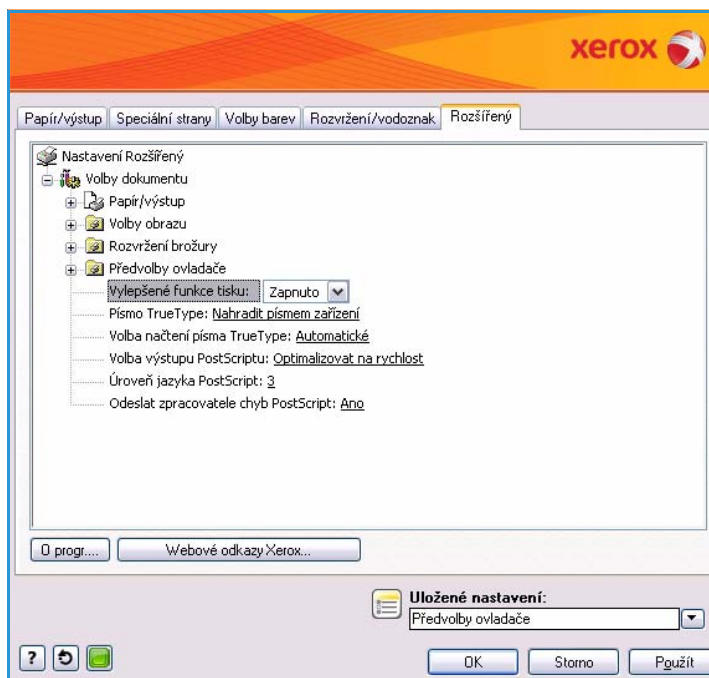 xerox
Papír/výstup Speciální strany Volby barev Rozvržení/vodoznak Rozšířený
Nastavení Rozšířený
Volby dokumentu
Papír/výstup
Volby obrazu
Rozvržení brožury
Předvolby ovladače
Vylepšené funkce tisku: Zapnuto
Písmo TrueType: Nahradit písmem zařízení
Volba načtení písma TrueType: Automatické
Volba výstupu PostScriptu: Optimalizovat na rychlost
Úroveň jazyka PostScript: 3
Odeslat zpracovatele chyb PostScript: Ano
O progr.... Webové odkazy Xerox...
Uložené nastavení:
Předvolby ovladače
? OK Storno Použít